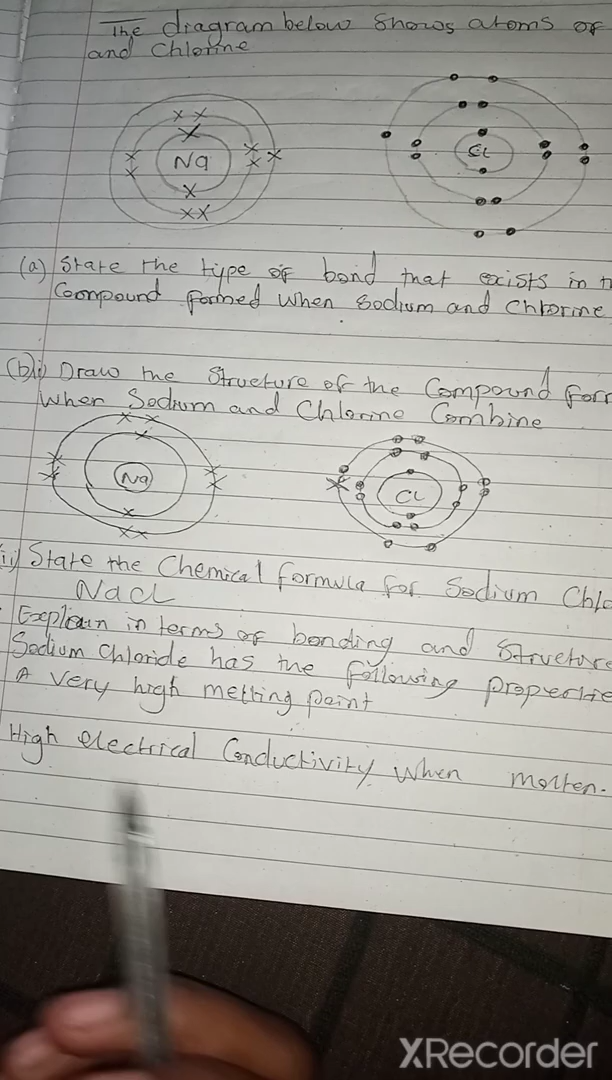 The diagram below shows atoms of
and Chlorine
Na
Cl
(a) State the type of bond that exists in
Compound formed when Sodium and Chlorine
(b)(i) Draw the Structure of the Compound for
When Sodium and Chlorine Combine
Na
Cl
(ii) State the Chemical formula for Sodium Chlo
NaCl
Explain in terms of bonding and Structure
Sodium Chloride has the following propertie
A very high melting point
High electrical Conductivity when molten.
XRecorder